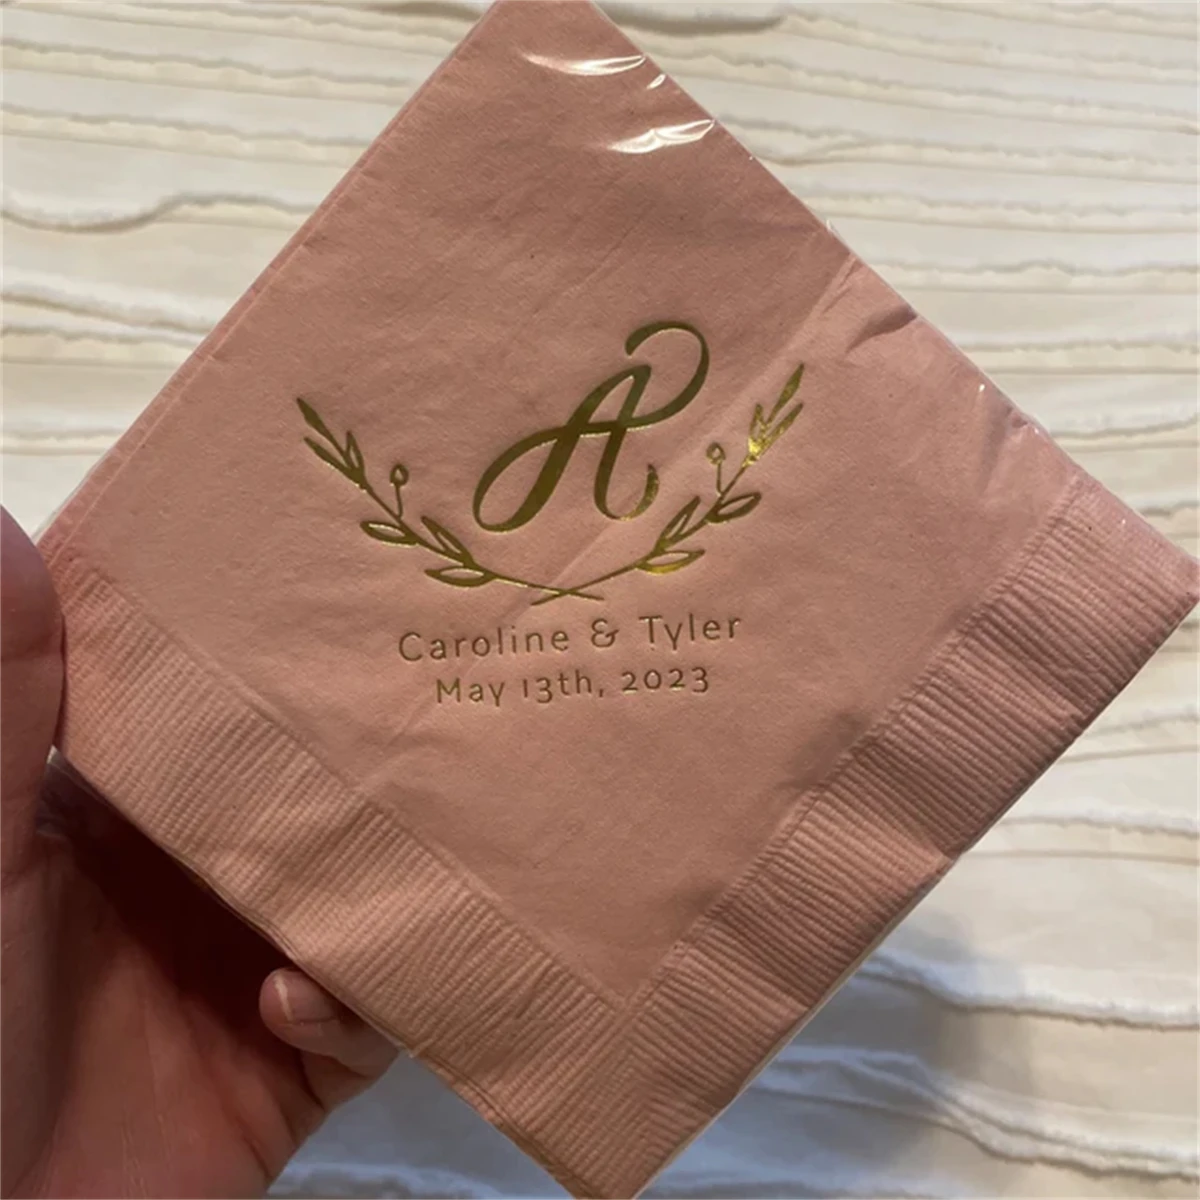 A
Caroline & Tyler
May 13th, 2023